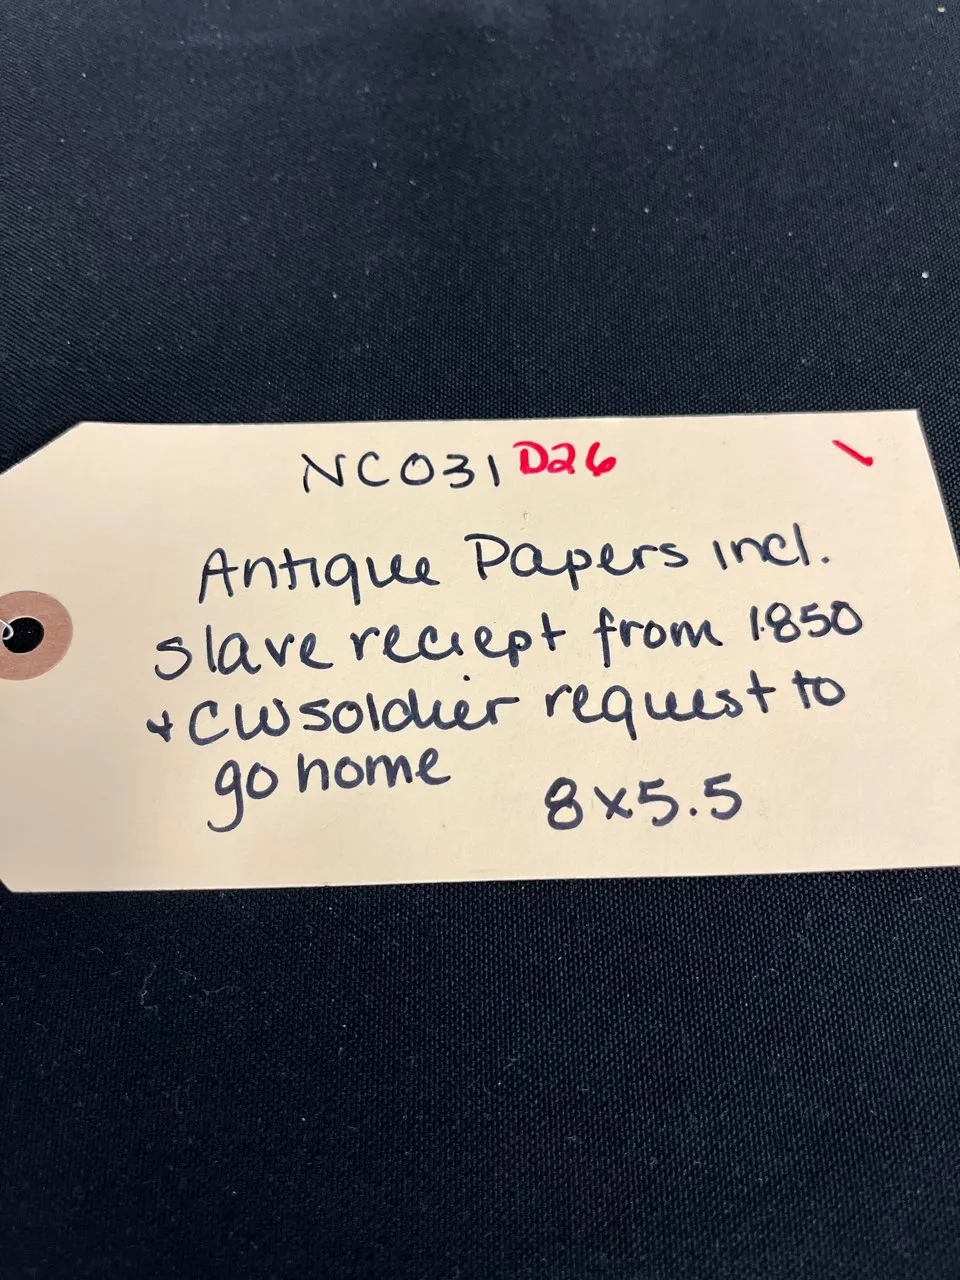 NC031 D26
Antique Papers incl.
slave reciept from 1850
+ CW soldier request to
go home 8x5.5